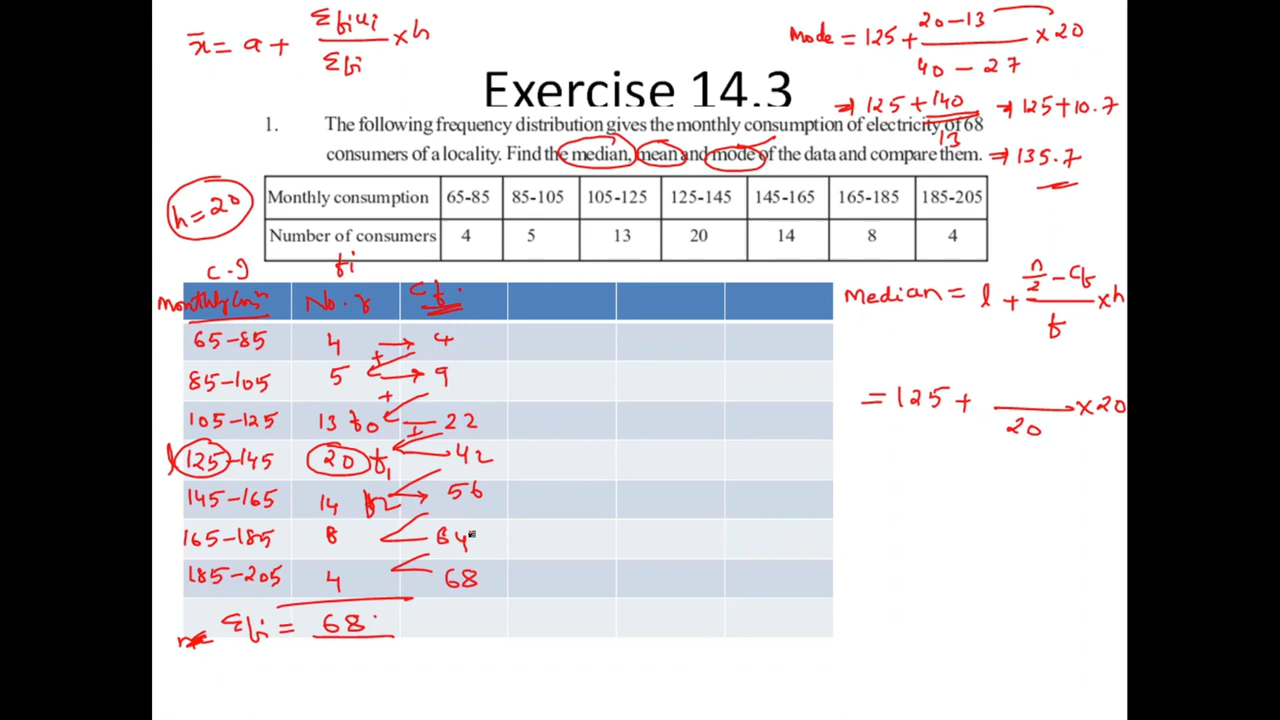 x̄ = a + Σfiui / Σfi × h
Mode = 125 + 20-13 / 40-27 × 20
Exercise 14.3
⇒ 125 + 140 / 13 ⇒ 125+10.7
⇒ 135.7
1. The following frequency distribution gives the monthly consumption of electricity of 68
consumers of a locality. Find the median, mean and mode of the data and compare them.
h = 20
Monthly consumption 65-85 85-105 105-125 125-145 145-165 165-185 185-205
Number of consumers 4 5 13 20 14 8 4
C.I fi
No. of Cf.
65-85 4 4
85-105 5 9
105-125 13 f0 22
l 125-145 20 f1 42
145-165 14 f2 56
165-185 8 64
185-205 4 68
Σfi = 68
Median = l + n/2 - Cf / f × h
= 125 + / 20 × 20